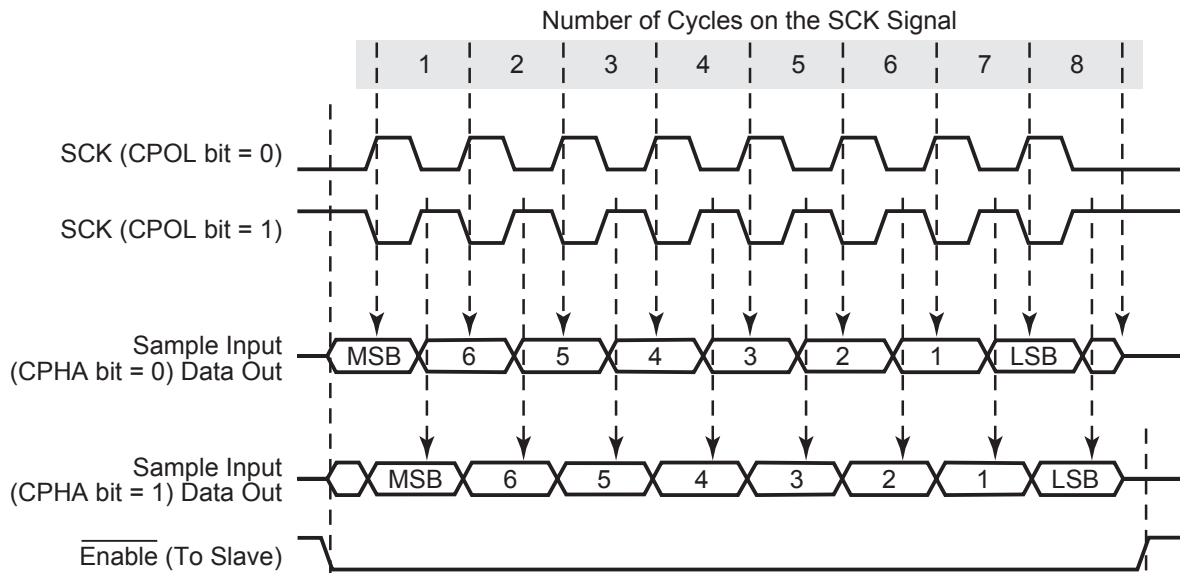 Number of Cycles on the SCK Signal
1 2 3 4 5 6 7 8
SCK (CPOL bit = 0)
SCK (CPOL bit = 1)
Sample Input
(CPHA bit = 0) Data Out
MSB 6 5 4 3 2 1 LSB
Sample Input
(CPHA bit = 1) Data Out
MSB 6 5 4 3 2 1 LSB
Enable (To Slave)